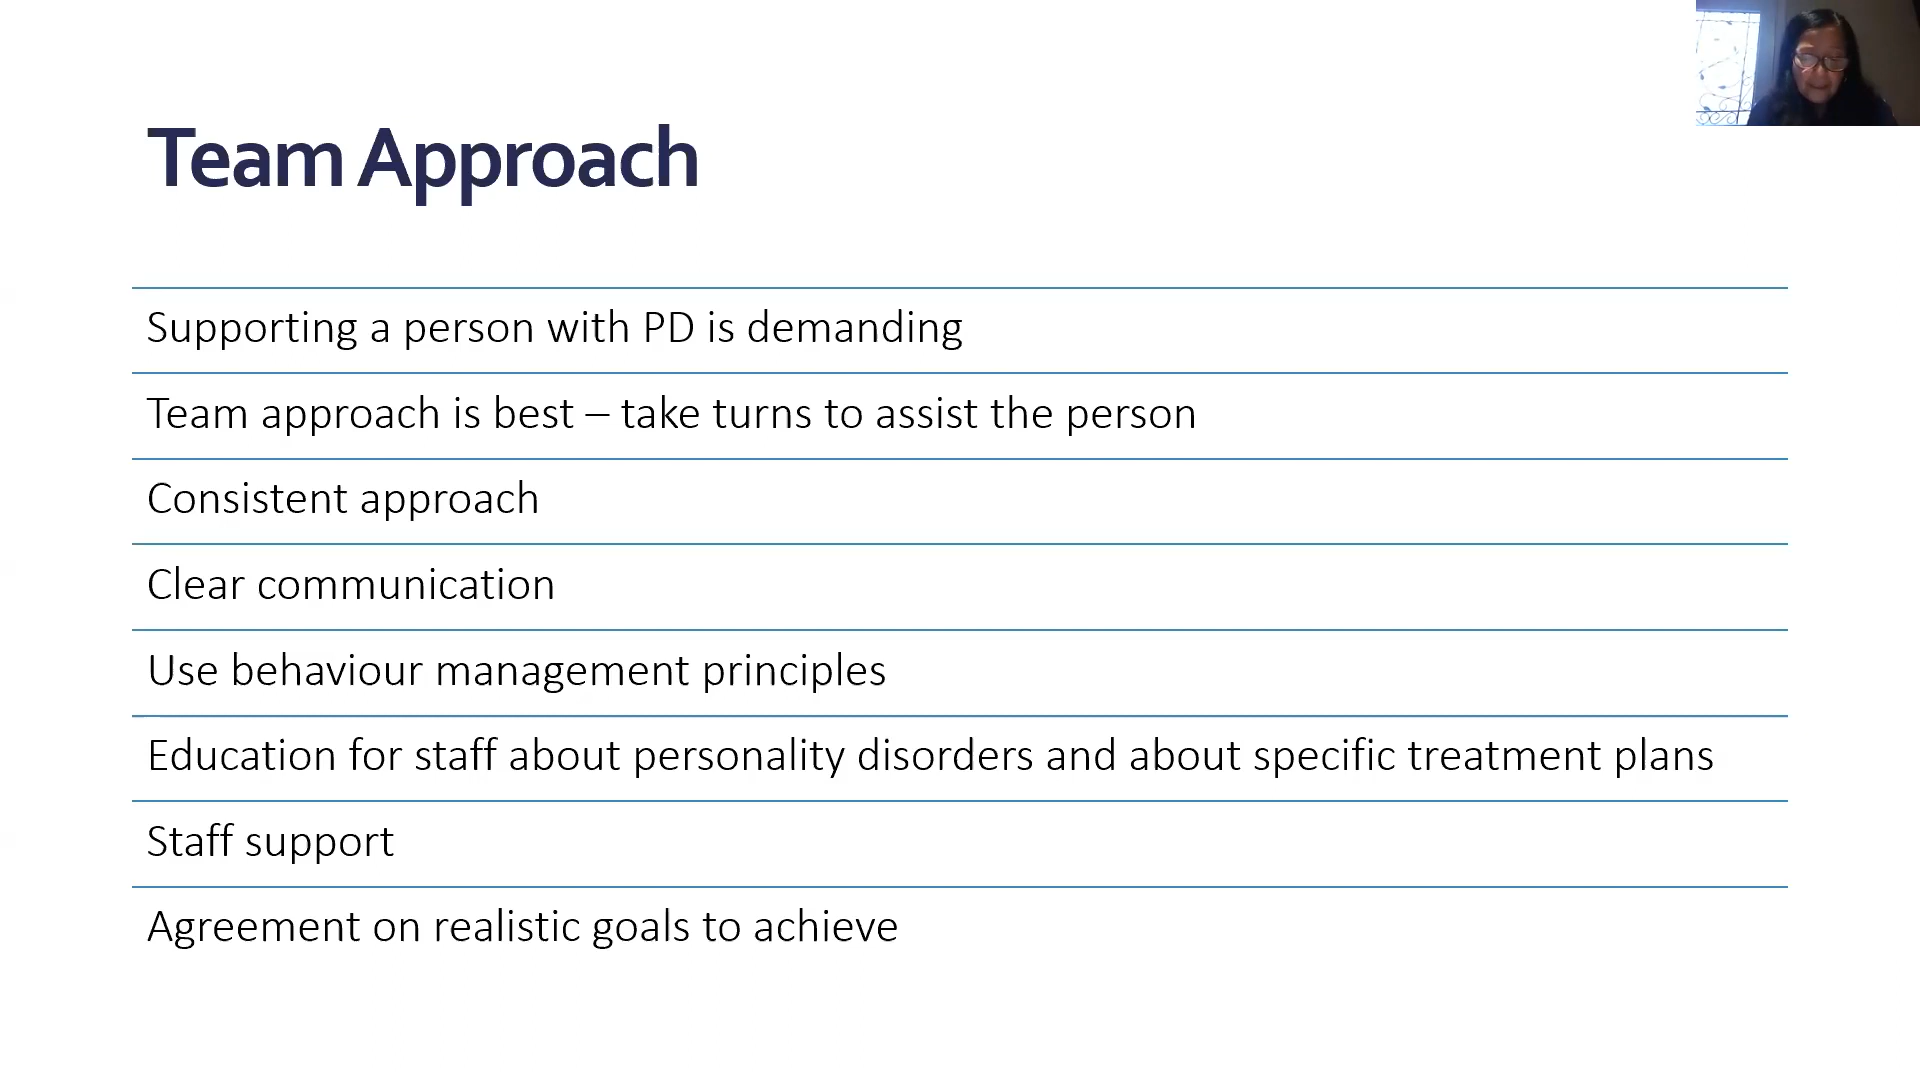 Team Approach
Supporting a person with PD is demanding
Team approach is best – take turns to assist the person
Consistent approach
Clear communication
Use behaviour management principles
Education for staff about personality disorders and about specific treatment plans
Staff support
Agreement on realistic goals to achieve